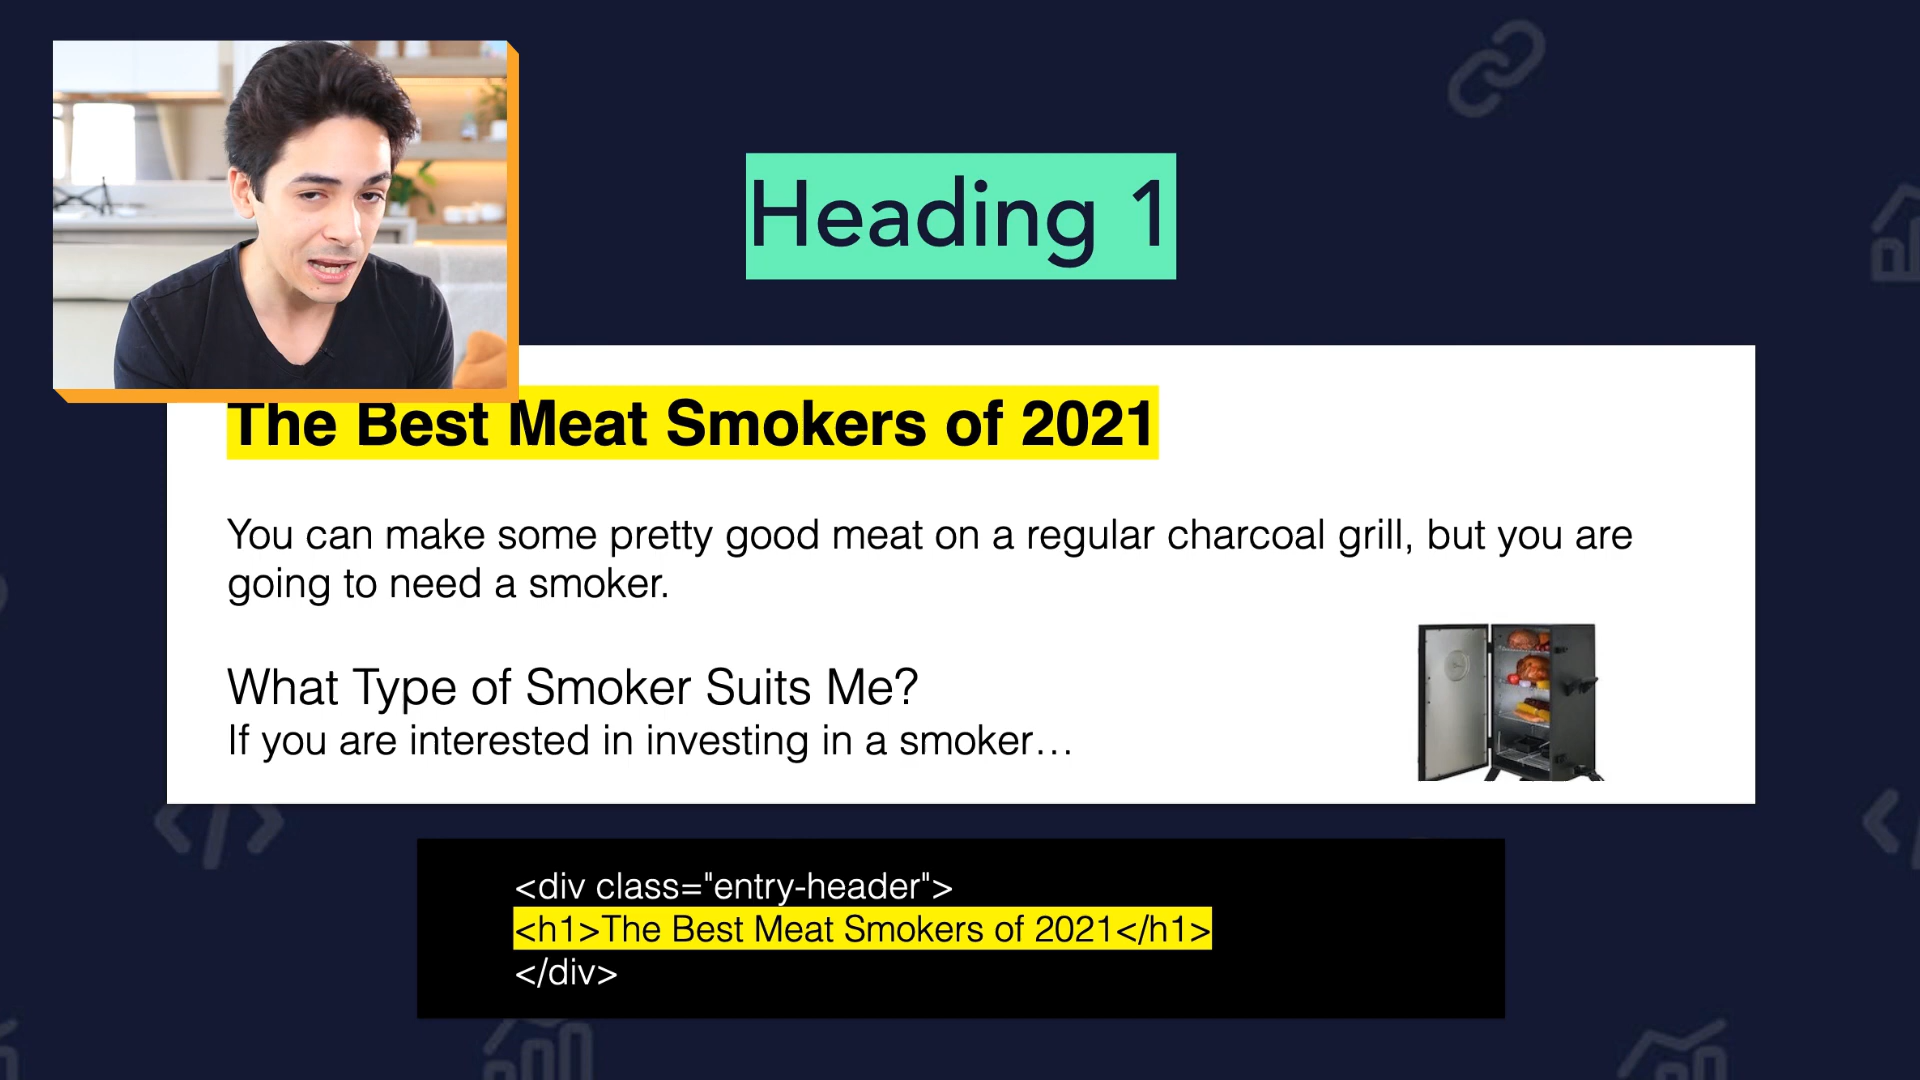 Heading 1
The Best Meat Smokers of 2021
You can make some pretty good meat on a regular charcoal grill, but you are
going to need a smoker.
What Type of Smoker Suits Me?
If you are interested in investing in a smoker…
<div class="entry-header">
<h1>The Best Meat Smokers of 2021</h1>
</div>